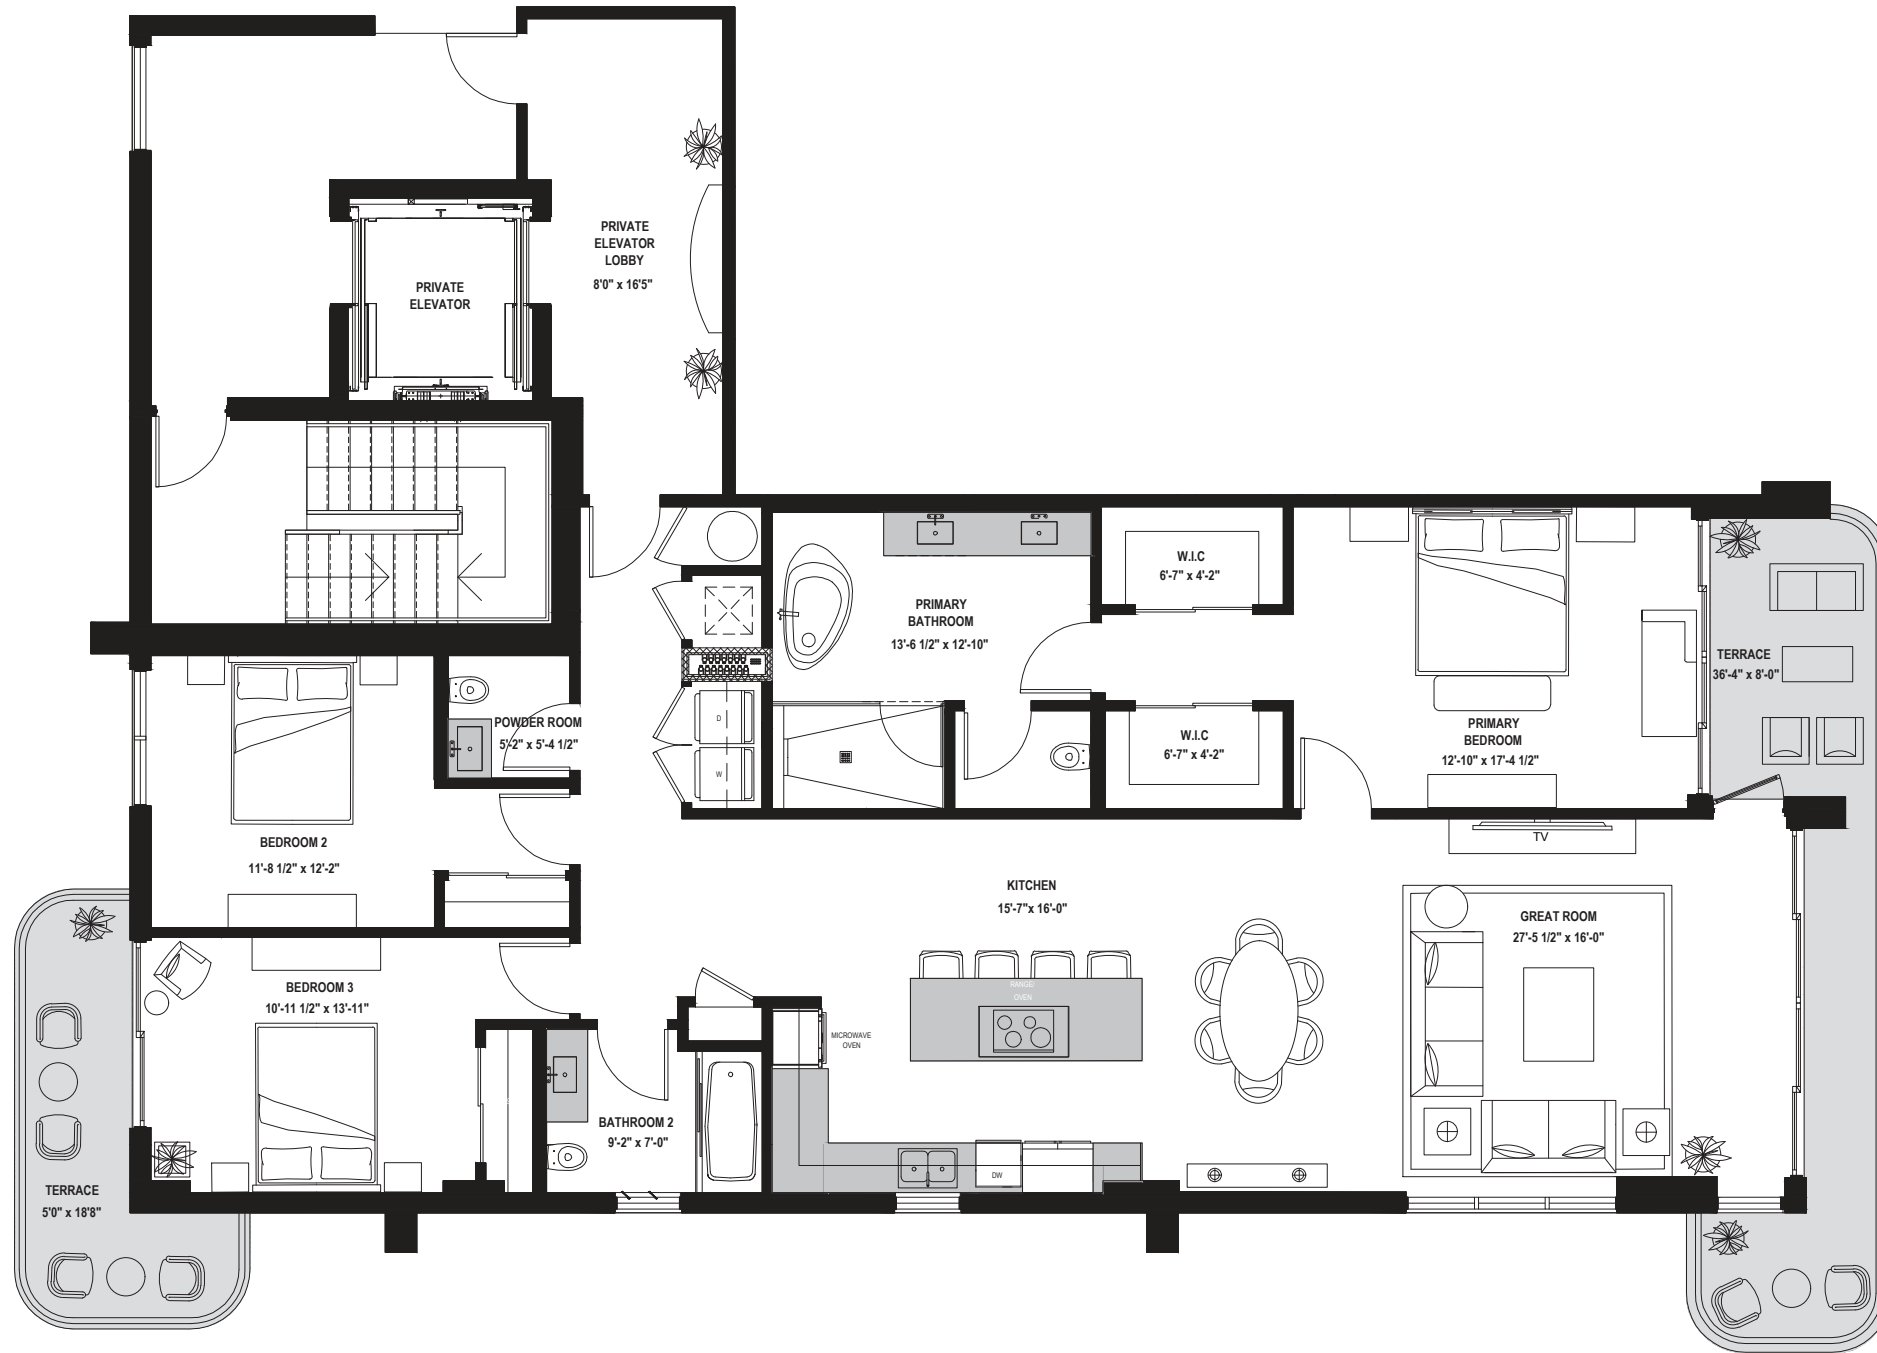 PRIVATE
ELEVATOR
LOBBY
8'0" x 16'5"
PRIVATE
ELEVATOR
W.I.C
6'-7" x 4'-2"
PRIMARY
BATHROOM
13'-6 1/2" x 12'-10"
TERRACE
36'-4" x 8'-0"
POWDER ROOM
5'-2" x 5'-4 1/2"
D
W
W.I.C
6'-7" x 4'-2"
PRIMARY
BEDROOM
12'-10" x 17'-4 1/2"
TV
BEDROOM 2
11'-8 1/2" x 12'-2"
KITCHEN
15'-7"x 16'-0"
GREAT ROOM
27'-5 1/2" x 16'-0"
BEDROOM 3
10'-11 1/2" x 13'-11"
RANGE/
OVEN
MICROWAVE
OVEN
BATHROOM 2
9'-2" x 7'-0"
DW
TERRACE
5'0" x 18'8"